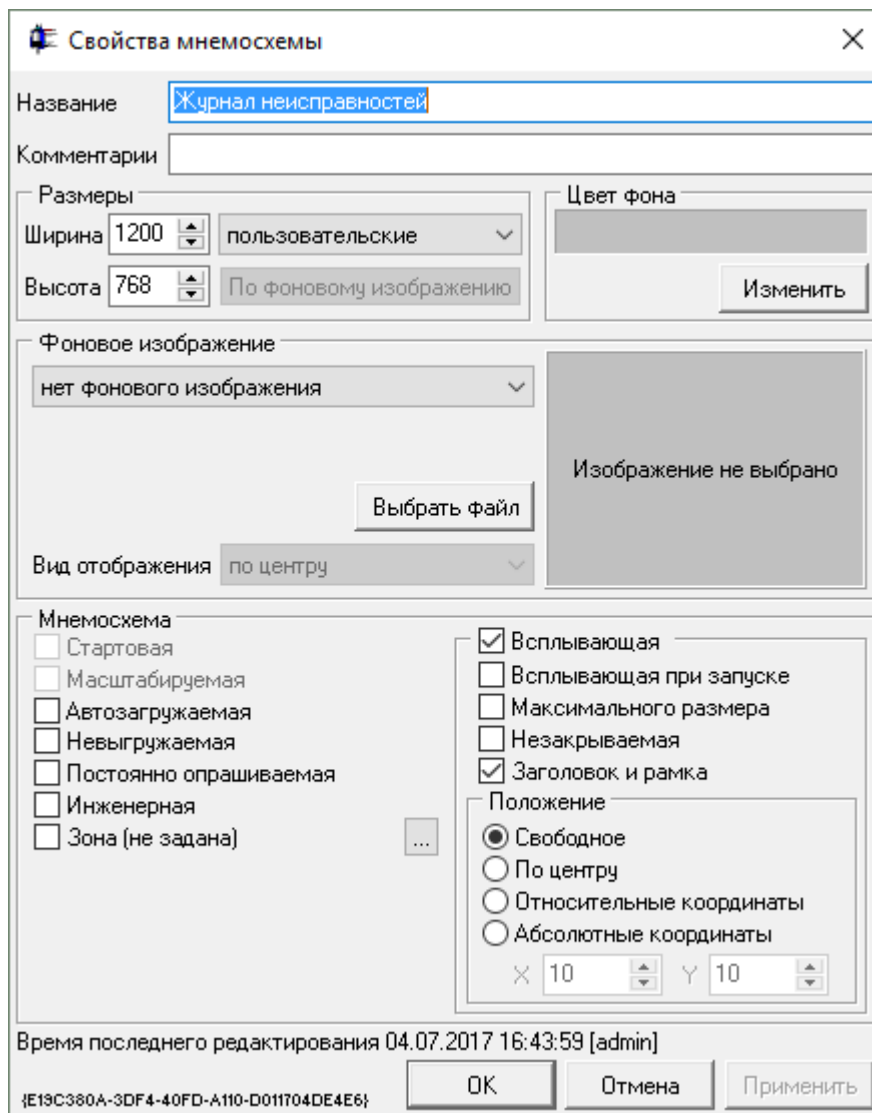 Свойства мнемосхемы
Название Журнал неисправностей
Комментарии
Размеры
Ширина 1200 пользовательские
Высота 768 По фоновому изображению
Цвет фона
Изменить
Фоновое изображение
нет фонового изображения
Выбрать файл
Вид отображения по центру
Изображение не выбрано
Мнемосхема
Стартовая
Масштабируемая
Автозагружаемая
Невыгружаемая
Постоянно опрашиваемая
Инженерная
Зона (не задана) ...
Всплывающая
Всплывающая при запуске
Максимального размера
Незакрываемая
Заголовок и рамка
Положение
Свободное
По центру
Относительные координаты
Абсолютные координаты
X 10 Y 10
Время последнего редактирования 04.07.2017 16:43:59 [admin]
{E19C380A-3DF4-40FD-A110-D011704DE4E6} OK Отмена Применить